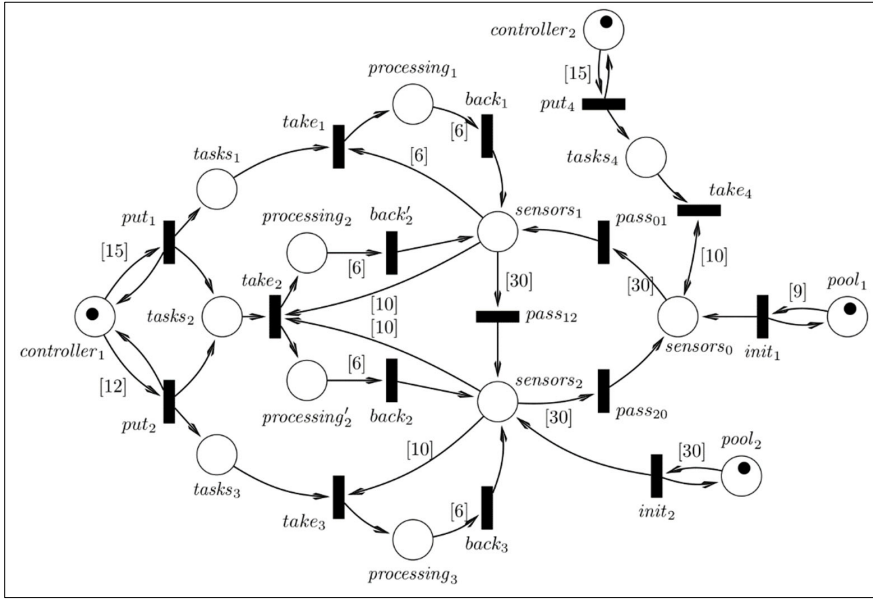 controller₂
[15]
put₄
processing₁
back₁
[6]
take₁
[6]
tasks₁
tasks₄
take₄
put₁
[15]
processing₂
back′₂
sensors₁
pass₀₁
[10]
[6]
take₂
[30]
[30]
[9]
pool₁
[10]
[10]
tasks₂
pass₁₂
controller₁
sensors₀
init₁
[12]
[6]
sensors₂
put₂
processing′₂
back₂
[30]
pass₂₀
[10]
[30]
pool₂
tasks₃
take₃
[6]
back₃
init₂
processing₃